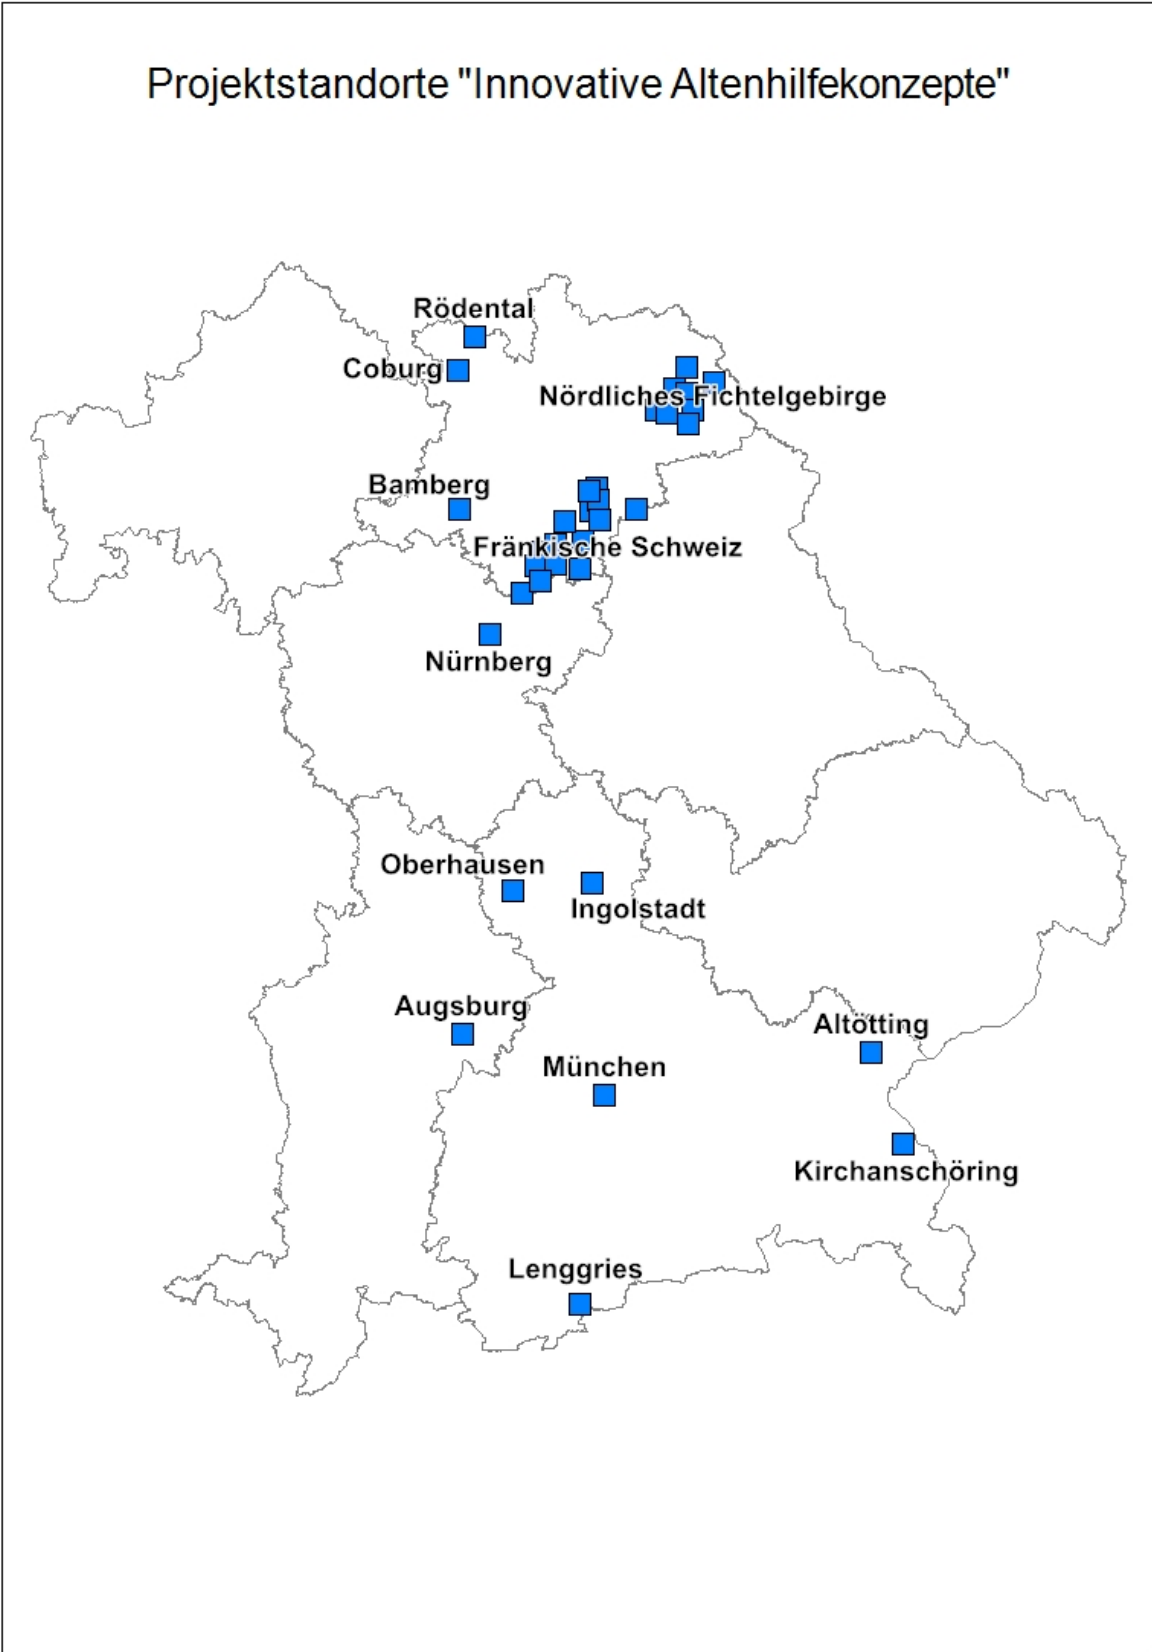 Projektstandorte "Innovative Altenhilfekonzepte"
Rödental
Coburg
Nördliches Fichtelgebirge
Bamberg
Fränkische Schweiz
Nürnberg
Oberhausen
Ingolstadt
Augsburg
Altötting
München
Kirchanschöring
Lenggries